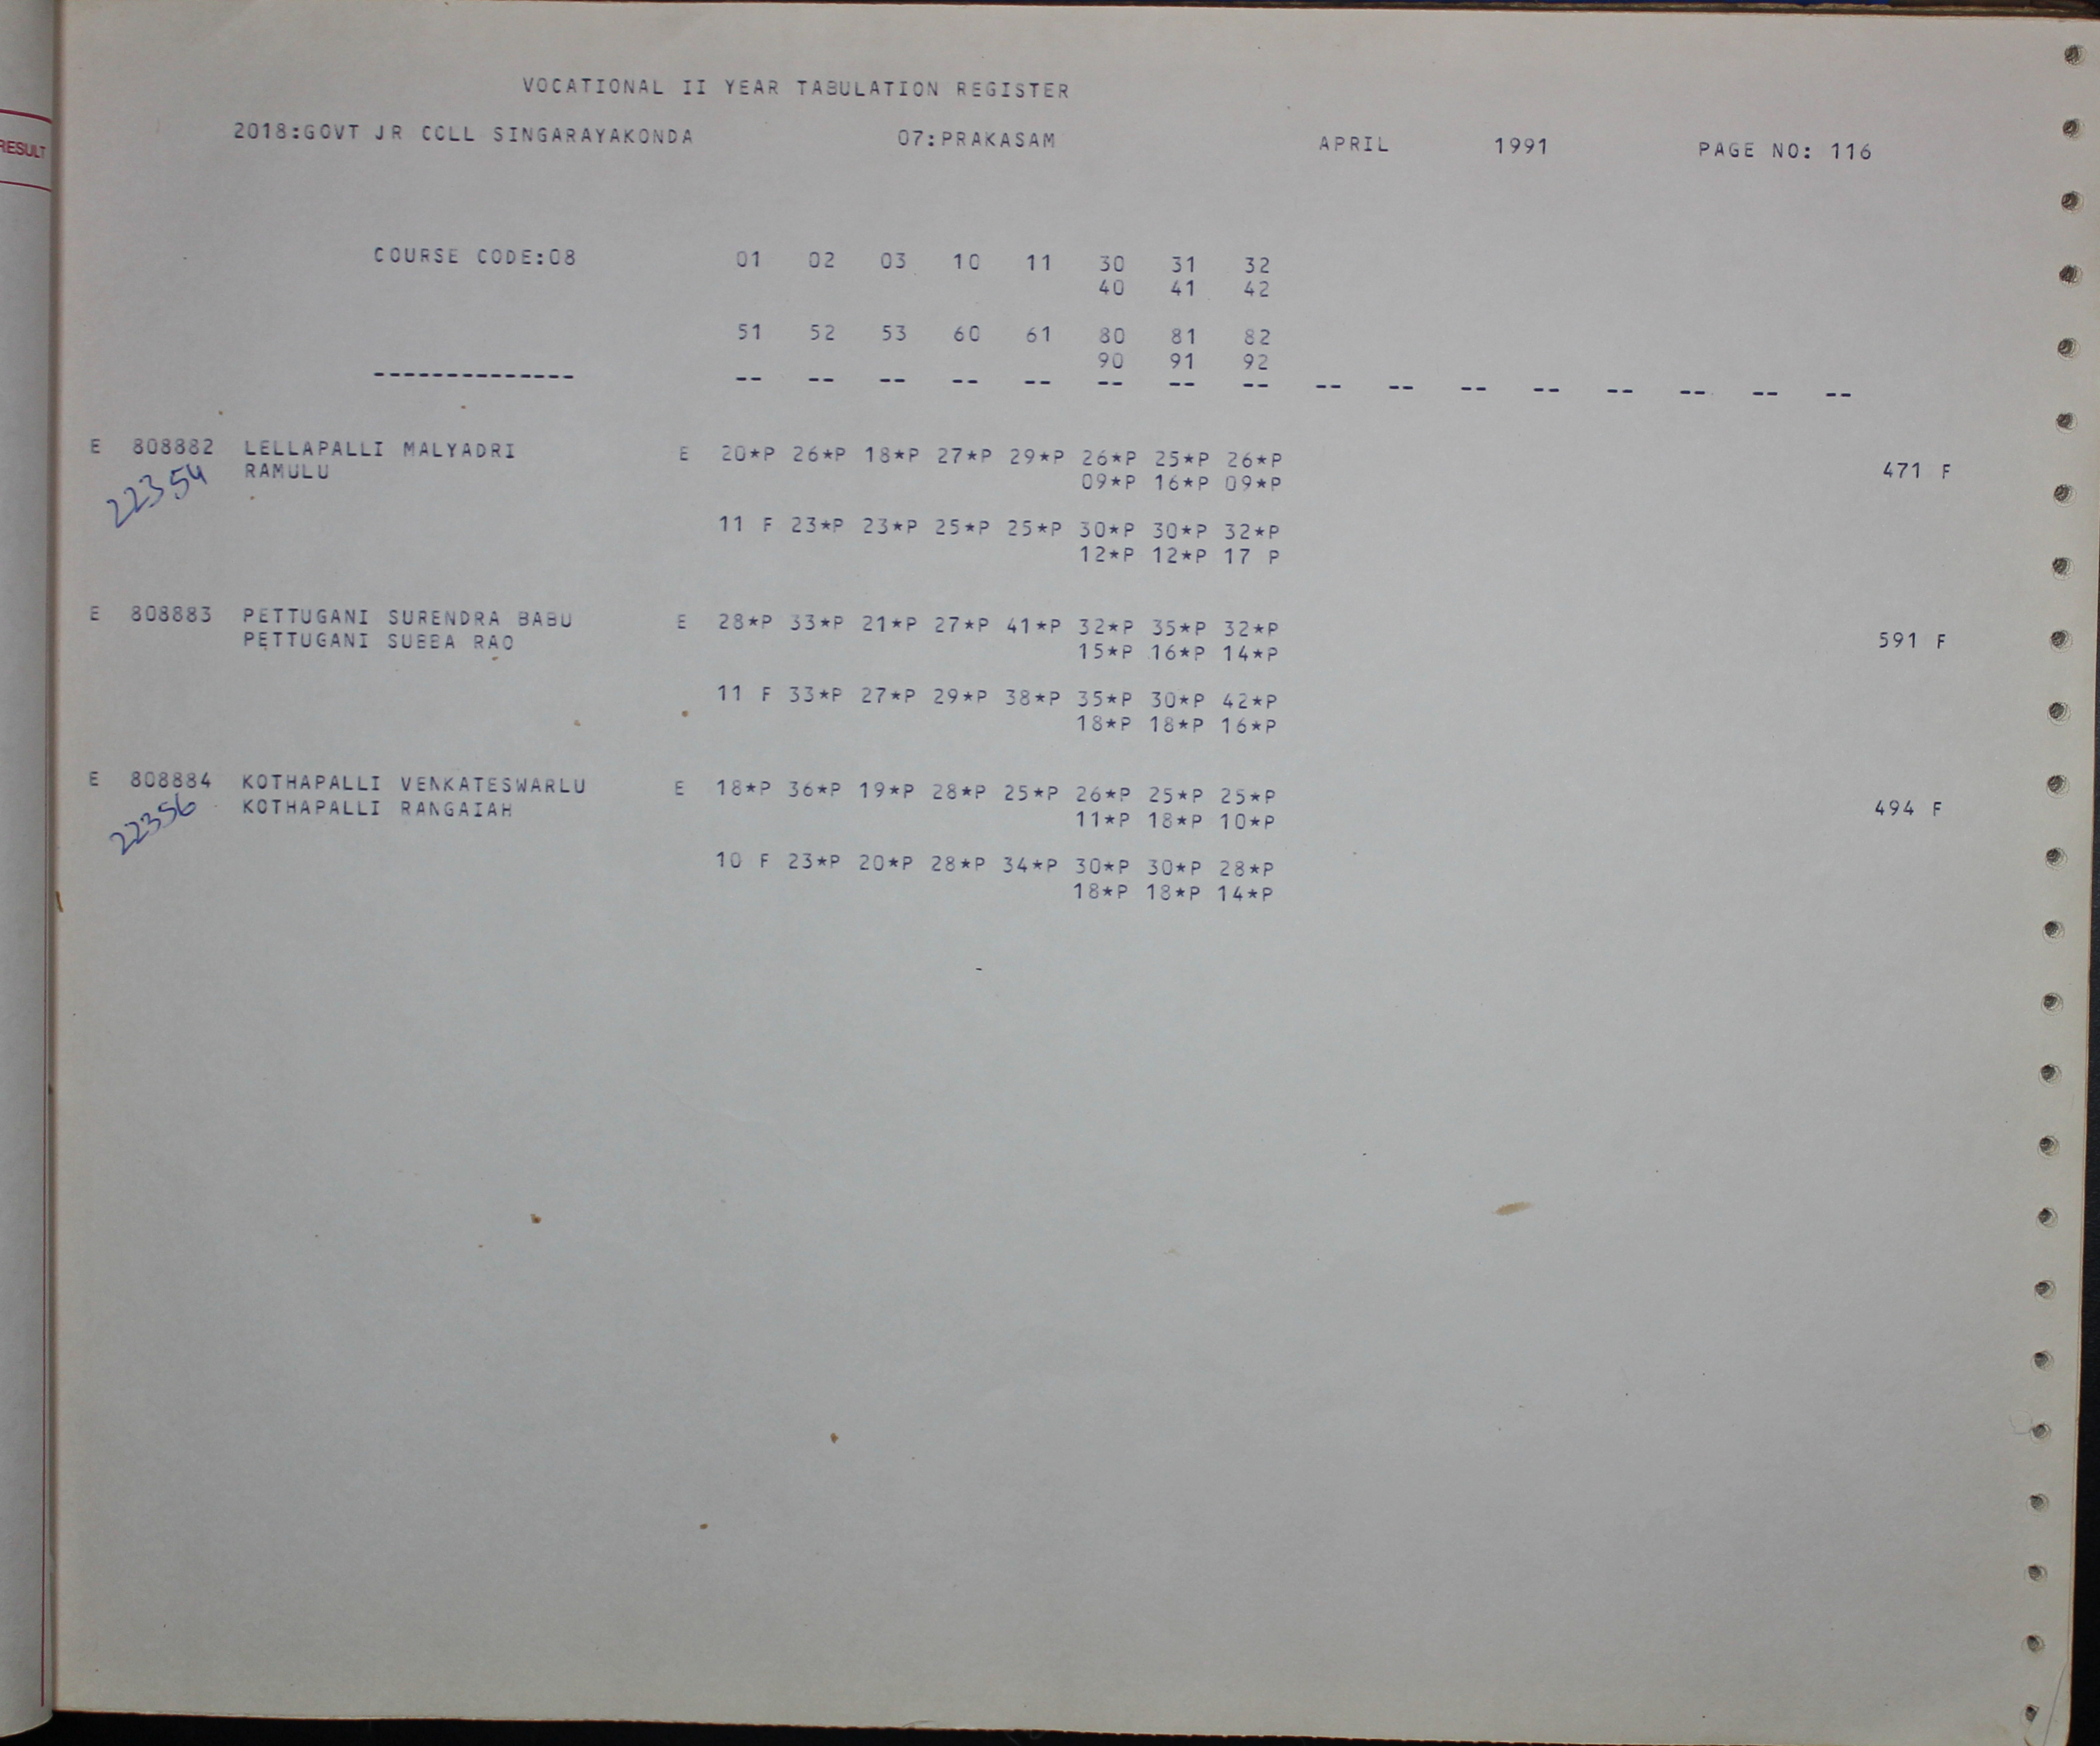 RESULT
VOCATIONAL II YEAR TABULATION REGISTER
2018:GOVT JR COLL SINGARAYAKONDA 07:PRAKASAM APRIL 1991 PAGE NO: 116
COURSE CODE:08 01 02 03 10 11 30 31 32
40 41 42
51 52 53 60 61 80 81 82
90 91 92
-------------- -- -- -- -- -- -- -- -- -- -- -- -- -- -- -- --
E 808882 LELLAPALLI MALYADRI E 20*P 26*P 18*P 27*P 29*P 26*P 25*P 26*P
22354 RAMULU 09*P 16*P 09*P 471 F
11 F 23*P 23*P 25*P 25*P 30*P 30*P 32*P
12*P 12*P 17 P
E 808883 PETTUGANI SURENDRA BABU E 28*P 33*P 21*P 27*P 41*P 32*P 35*P 32*P
PETTUGANI SUBBA RAO 15*P 16*P 14*P 591 F
11 F 33*P 27*P 29*P 38*P 35*P 30*P 42*P
18*P 18*P 16*P
E 808884 KOTHAPALLI VENKATESWARLU E 18*P 36*P 19*P 28*P 25*P 26*P 25*P 25*P
22356 KOTHAPALLI RANGAIAH 11*P 18*P 10*P 494 F
10 F 23*P 20*P 28*P 34*P 30*P 30*P 28*P
18*P 18*P 14*P